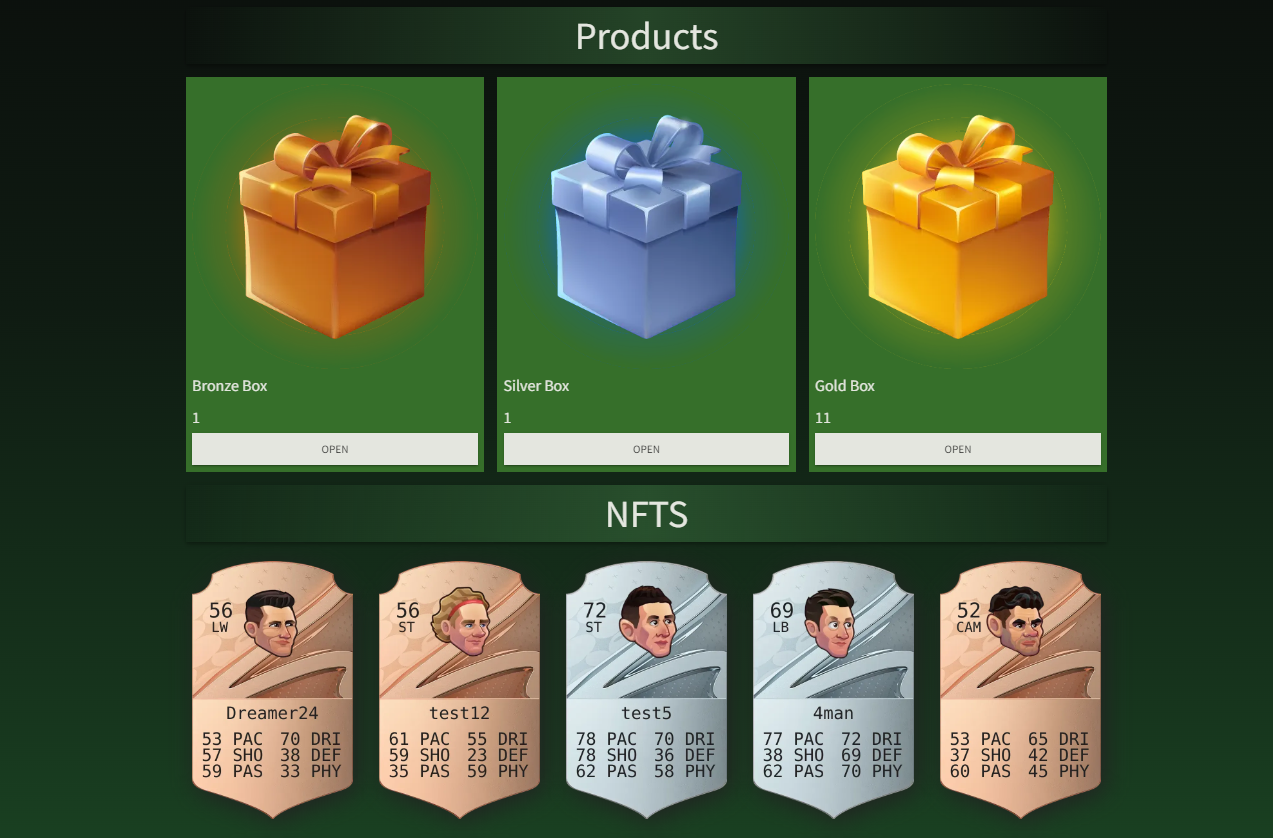 Products
Bronze Box
1
OPEN
Silver Box
1
OPEN
Gold Box
11
OPEN
NFTS
56
LW
Dreamer24
53 PAC 70 DRI
57 SHO 38 DEF
59 PAS 33 PHY
56
ST
test12
61 PAC 55 DRI
59 SHO 23 DEF
35 PAS 59 PHY
72
ST
test5
78 PAC 70 DRI
78 SHO 36 DEF
62 PAS 58 PHY
69
LB
4man
77 PAC 72 DRI
38 SHO 69 DEF
62 PAS 70 PHY
52
CAM
53 PAC 65 DRI
37 SHO 42 DEF
60 PAS 45 PHY